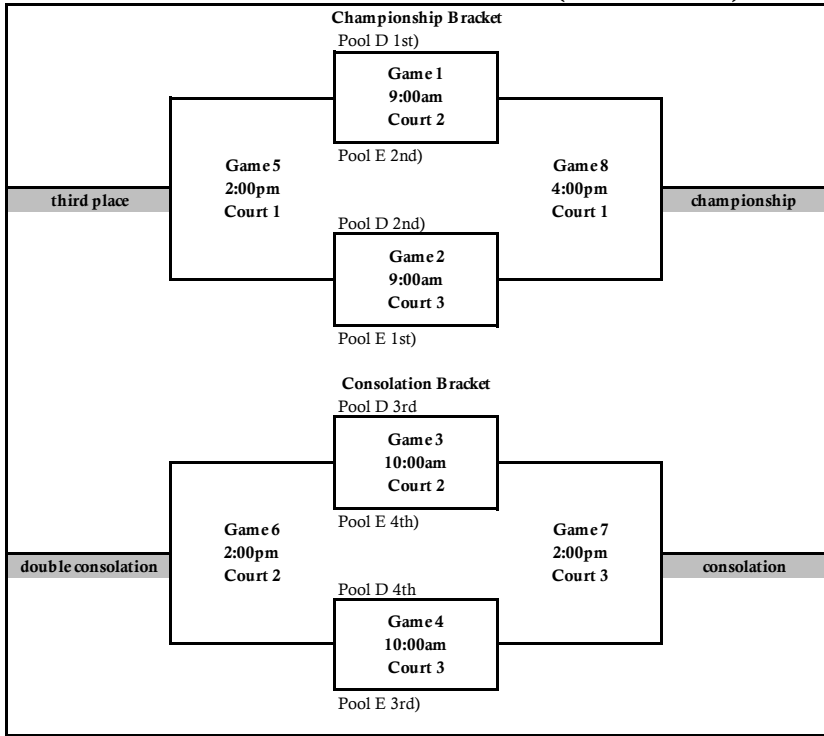 Championship Bracket
Pool D 1st)
Game 1
9:00am
Court 2
Pool E 2nd)
Game 5
2:00pm
Court 1
Game 8
4:00pm
Court 1
third place
championship
Pool D 2nd)
Game 2
9:00am
Court 3
Pool E 1st)
Consolation Bracket
Pool D 3rd
Game 3
10:00am
Court 2
Pool E 4th)
Game 6
2:00pm
Court 2
Game 7
2:00pm
Court 3
double consolation
consolation
Pool D 4th
Game 4
10:00am
Court 3
Pool E 3rd)